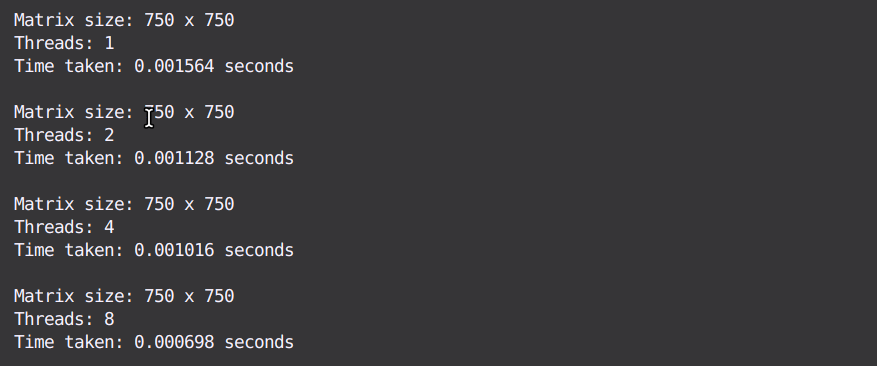 Matrix size: 750 x 750
Threads: 1
Time taken: 0.001564 seconds
Matrix size: 750 x 750
Threads: 2
Time taken: 0.001128 seconds
Matrix size: 750 x 750
Threads: 4
Time taken: 0.001016 seconds
Matrix size: 750 x 750
Threads: 8
Time taken: 0.000698 seconds